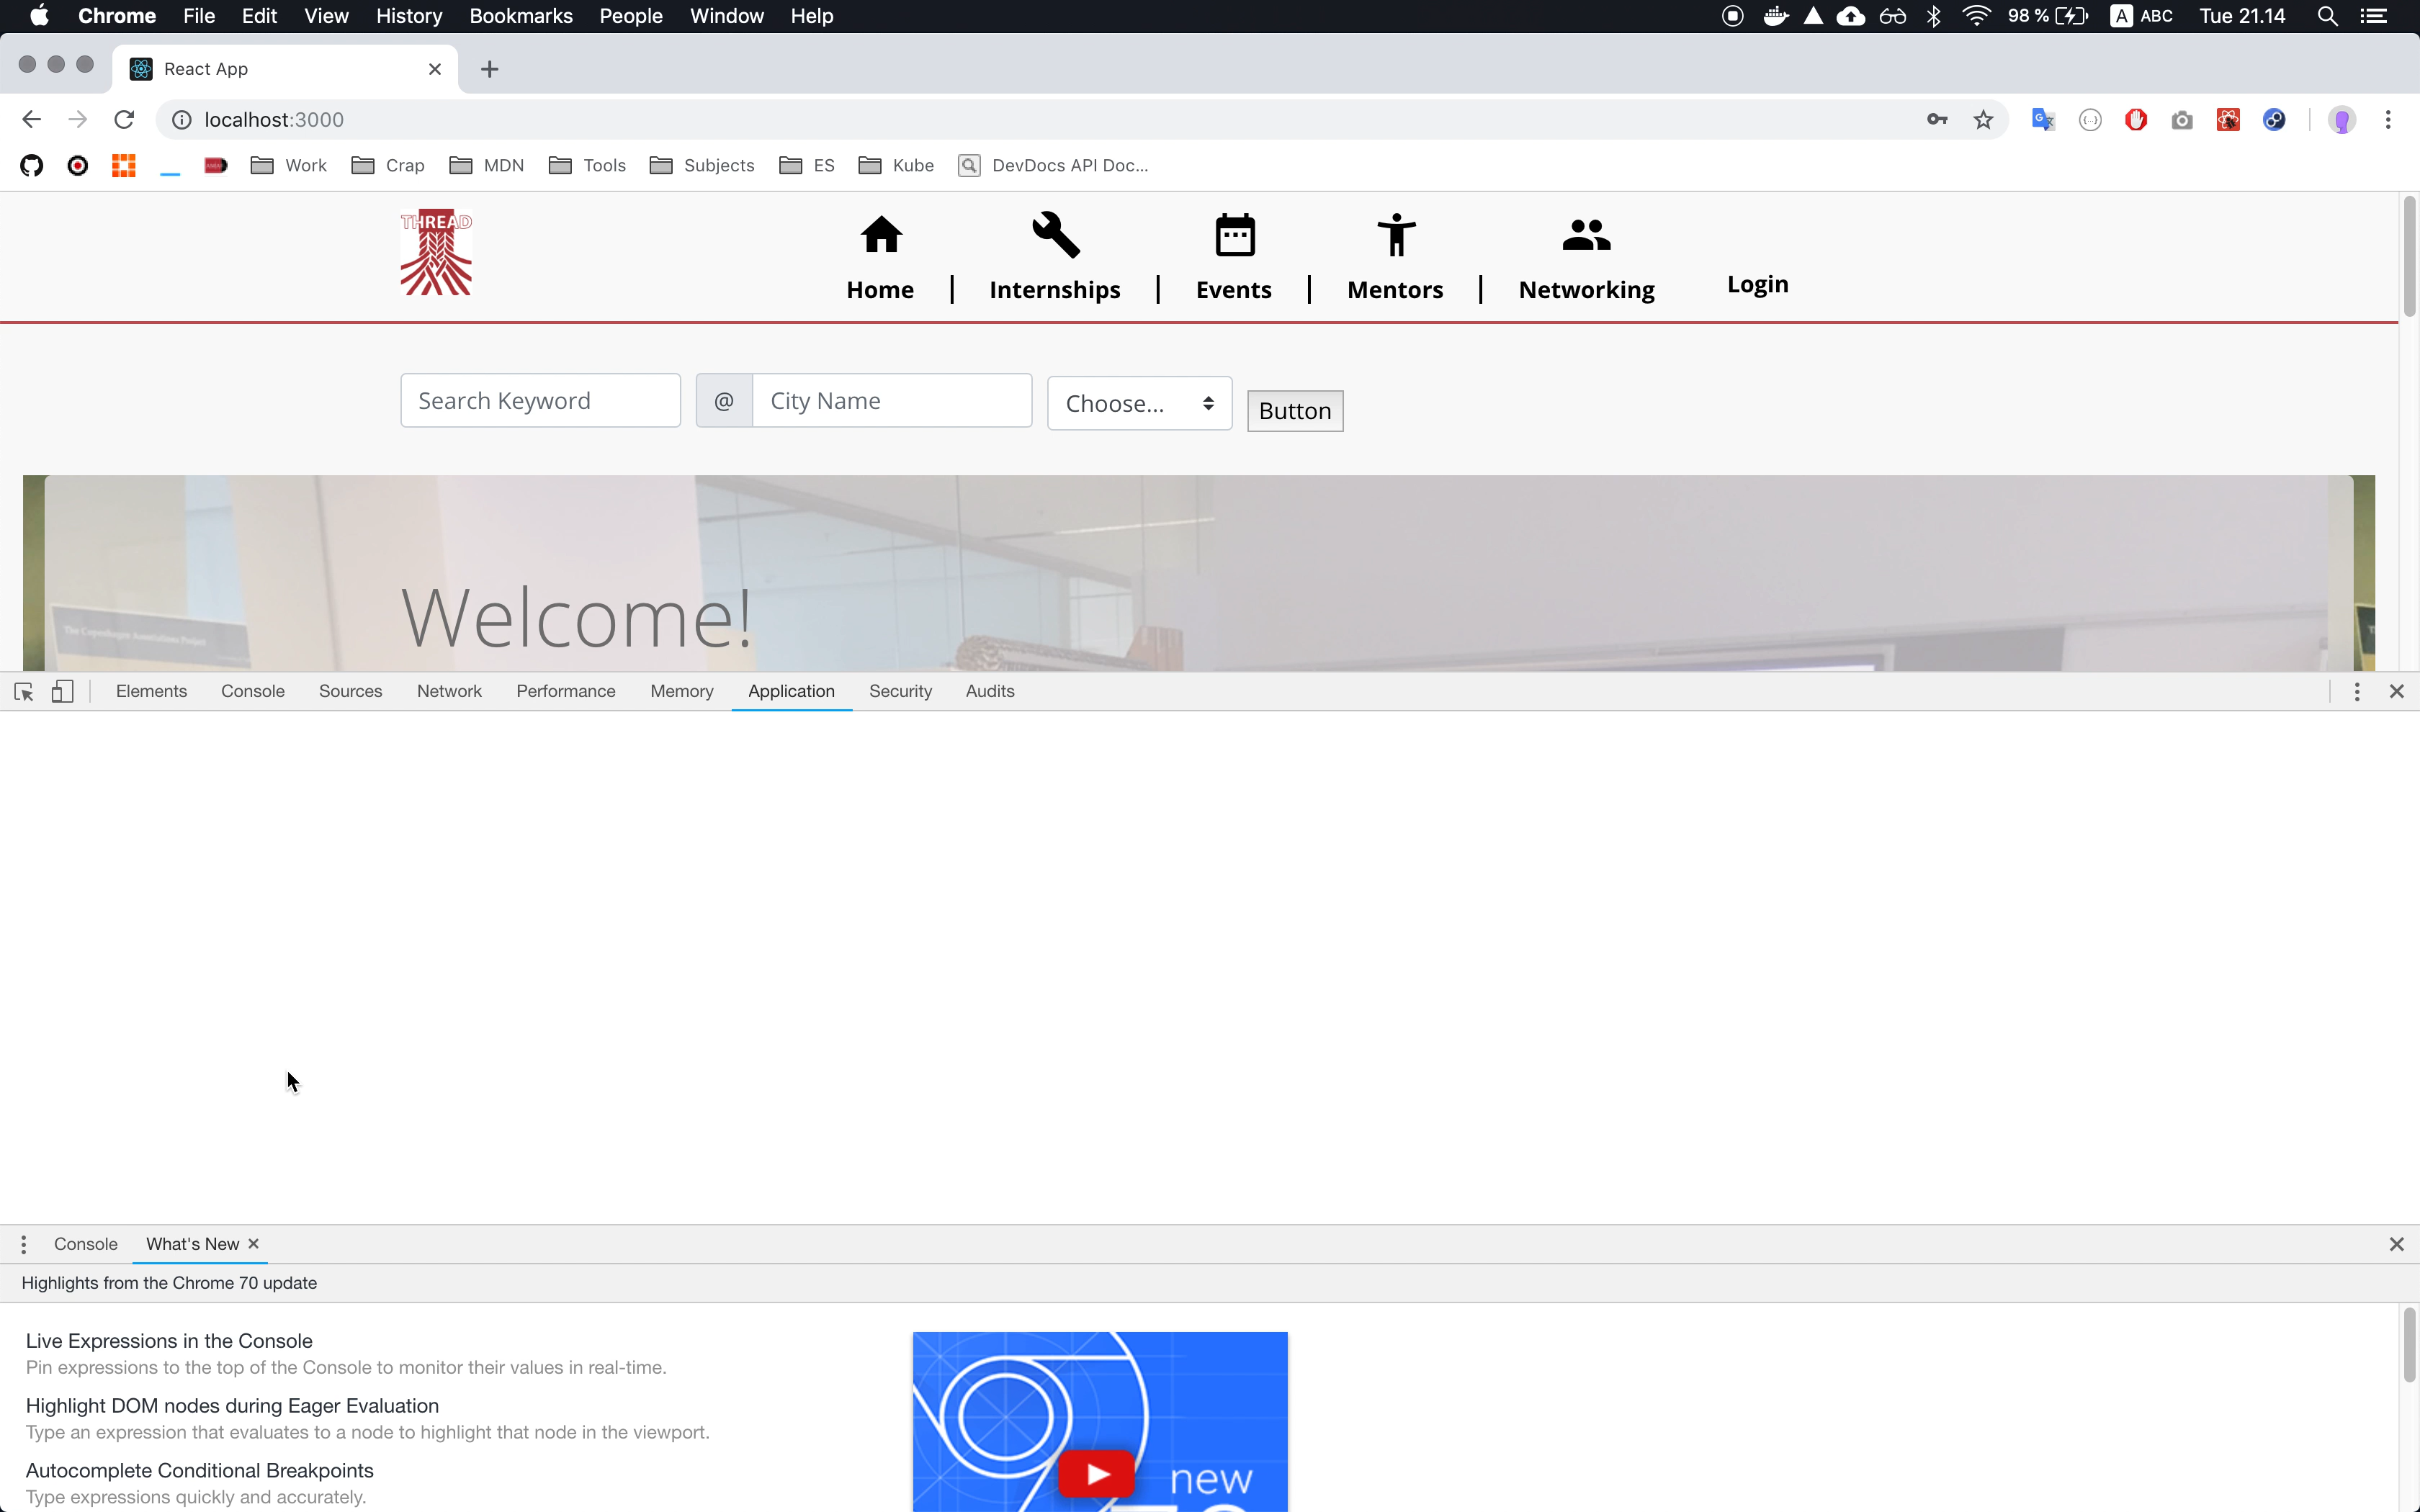 Chrome File Edit View History Bookmarks People Window Help 98 % A ABC Tue 21.14
React App
localhost:3000
Work Crap MDN Tools Subjects ES Kube DevDocs API Doc...
THREAD
Home Internships Events Mentors Networking Login
Search Keyword @ City Name Choose... Button
Welcome!
Elements Console Sources Network Performance Memory Application Security Audits
Console What's New
Highlights from the Chrome 70 update
Live Expressions in the Console
Pin expressions to the top of the Console to monitor their values in real-time.
Highlight DOM nodes during Eager Evaluation
Type an expression that evaluates to a node to highlight that node in the viewport.
new
Autocomplete Conditional Breakpoints
Type expressions quickly and accurately.